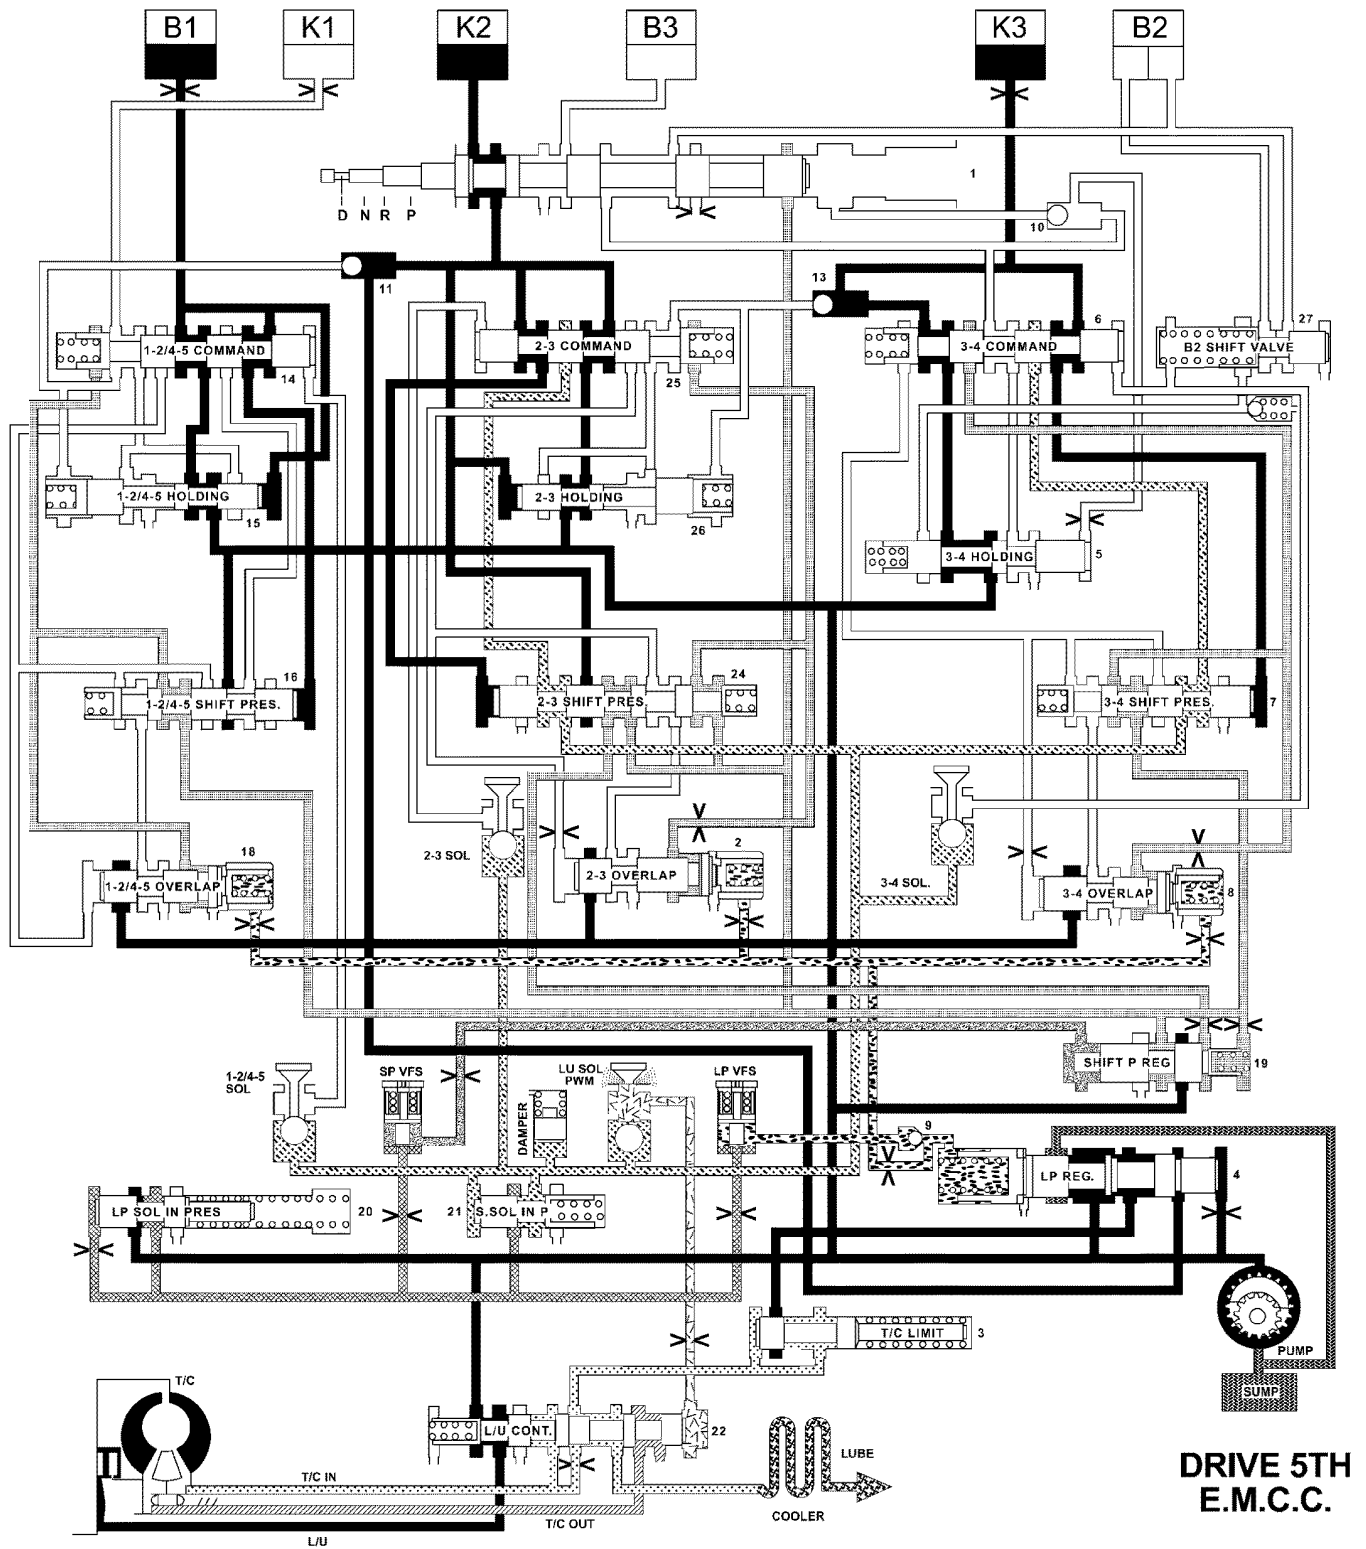 B1 K1 K2 B3 K3 B2
1
D N R P
10
11
13
6
27
1-2/4-5 COMMAND
2-3 COMMAND
3-4 COMMAND
B2 SHIFT VALVE
14
25
1-2/4-5 HOLDING
2-3 HOLDING
15
26
3-4 HOLDING
5
16
24
1-2/4-5 SHIFT PRES.
2-3 SHIFT PRES.
3-4 SHIFT PRES.
7
18
2-3 SOL
2
3-4 SOL.
1-2/4-5 OVERLAP
2-3 OVERLAP
3-4 OVERLAP
8
SHIFT P REG
19
1-2/4-5
SOL
SP VFS
LU SOL
PWM
LP VFS
DAMPER
9
LP REG.
4
LP SOL IN PRES
20
21
S.SOL IN P
T/C LIMIT
3
PUMP
SUMP
T/C
L/U CONT.
22
LUBE
T/C IN
COOLER
T/C OUT
L/U
DRIVE 5TH
E.M.C.C.